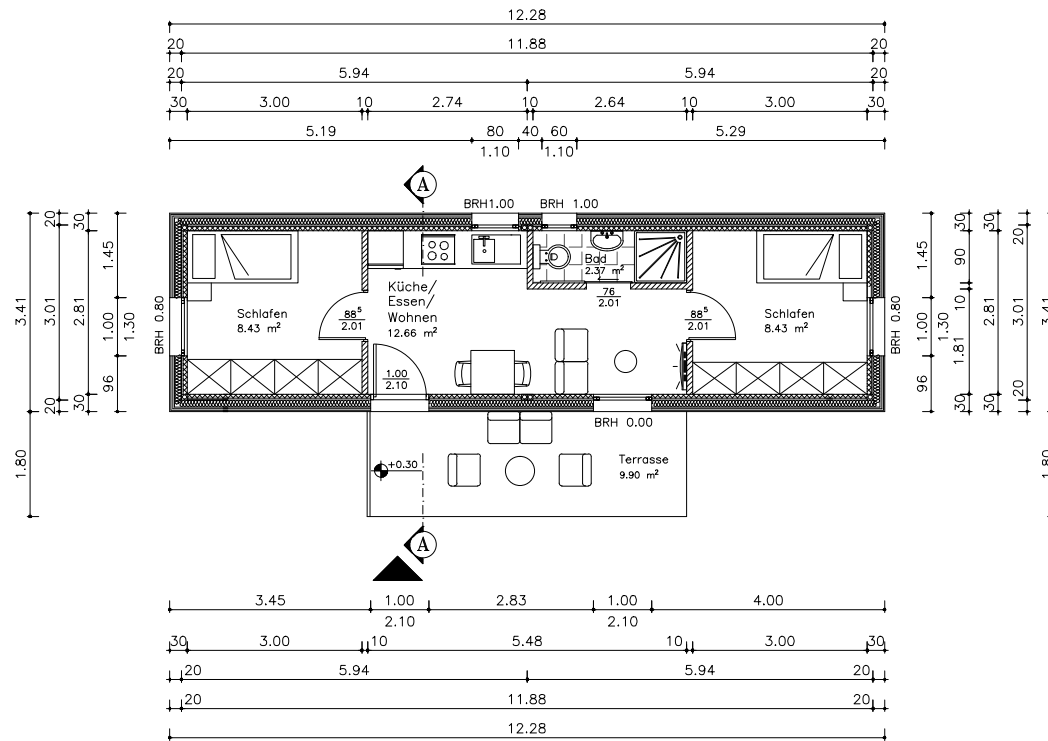 12.28
20 11.88 20
20 5.94 5.94 20
30 3.00 10 2.74 10 2.64 10 3.00 30
5.19 80 40 60 5.29
1.10 1.10
A
BRH1.00 BRH 1.00
3.41
20 3.01 20
30 2.81 30
1.45 1.00 96
1.30
BRH 0.80
1.80
Schlafen
8.43 m²
88⁵
2.01
Küche/
Essen/
Wohnen
12.66 m²
1.00
2.10
Bad
2.37 m²
76
2.01
88⁵
2.01
Schlafen
8.43 m²
BRH 0.80
1.45 1.00 96
1.30
30 90 10 1.81 30
30 2.81 30
20 3.01 20
3.41
1.80
BRH 0.00
+0.30
Terrasse
9.90 m²
A
3.45 1.00 2.83 1.00 4.00
2.10 2.10
30 3.00 10 5.48 10 3.00 30
20 5.94 5.94 20
20 11.88 20
12.28